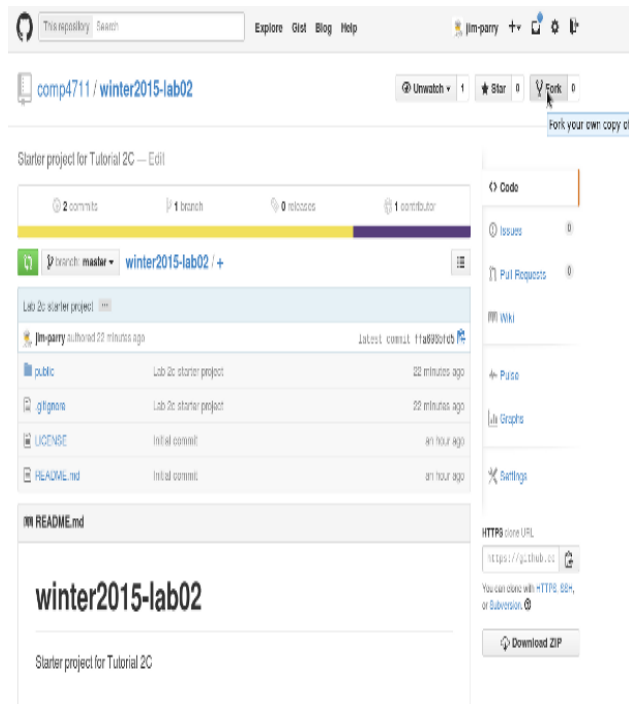 This repository Search Explore Gist Blog Help jim-parry
comp4711 / winter2015-lab02 Unwatch 1 Star 0 Fork 0
Fork your own copy of
Starter project for Tutorial 2C — Edit
2 commits 1 branch 0 releases 1 contributor
branch: master winter2015-lab02 / +
Lab 2c starter project ...
jim-parry authored 22 minutes ago latest commit
public Lab 2c starter project 22 minutes ago
.gitignore Lab 2c starter project 22 minutes ago
LICENSE Initial commit an hour ago
README.md Initial commit an hour ago
README.md
winter2015-lab02
Starter project for Tutorial 2C
Code
Issues 0
Pull Requests 0
Wiki
Pulse
Graphs
Settings
HTTPS clone URL
https://github.co
You can clone with HTTPS, SSH,
or Subversion.
Download ZIP